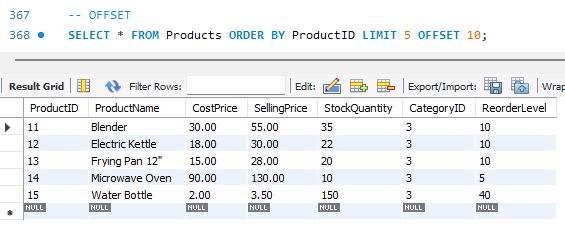 367 -- OFFSET
368 SELECT * FROM Products ORDER BY ProductID LIMIT 5 OFFSET 10;
Result Grid Filter Rows: Edit: Export/Import: Wrap
ProductID ProductName CostPrice SellingPrice StockQuantity CategoryID ReorderLevel
11 Blender 30.00 55.00 35 3 10
12 Electric Kettle 18.00 30.00 22 3 10
13 Frying Pan 12" 15.00 28.00 20 3 10
14 Microwave Oven 90.00 130.00 10 3 5
15 Water Bottle 2.00 3.50 150 3 40
NULL NULL NULL NULL NULL NULL NULL